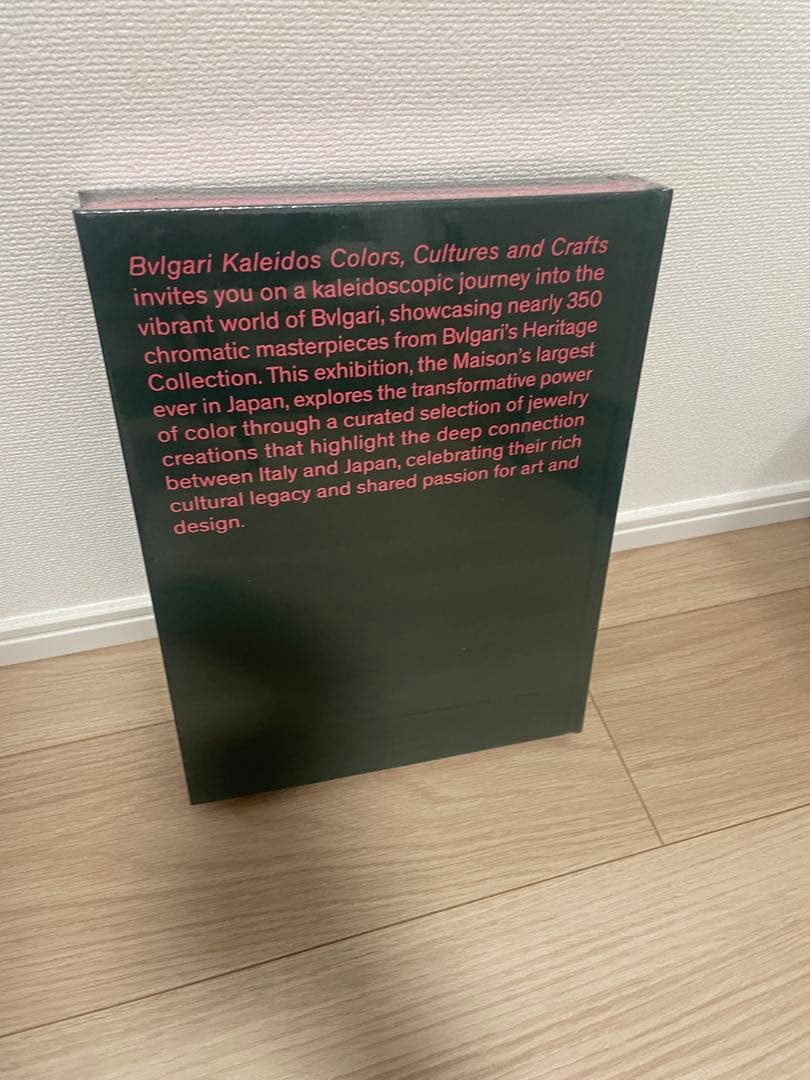 Bvlgari Kaleidos Colors, Cultures and Crafts
invites you on a kaleidoscopic journey into the
vibrant world of Bvlgari, showcasing nearly 350
chromatic masterpieces from Bvlgari's Heritage
Collection. This exhibition, the Maison's largest
ever in Japan, explores the transformative power
of color through a curated selection of jewelry
creations that highlight the deep connection
between Italy and Japan, celebrating their rich
cultural legacy and shared passion for art and
design.